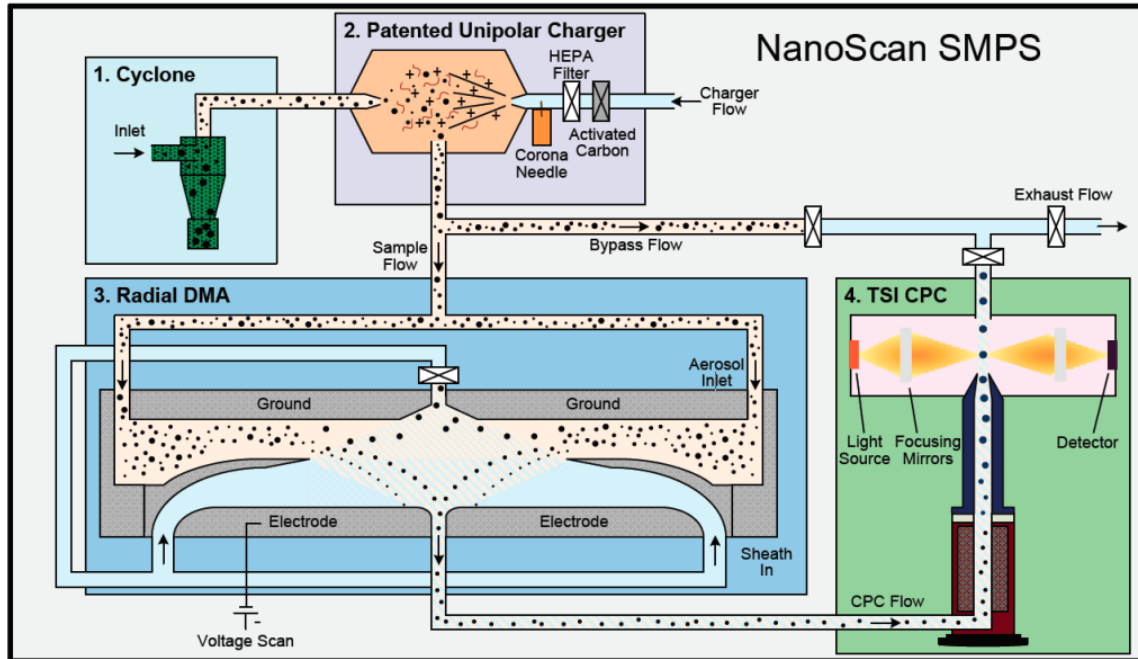 NanoScan SMPS
1. Cyclone
Inlet
2. Patented Unipolar Charger
HEPA
Filter
Charger
Flow
Corona
Needle
Activated
Carbon
Sample
Flow
Bypass Flow
Exhaust Flow
3. Radial DMA
Aerosol
Inlet
Ground
Ground
Electrode
Electrode
Sheath
In
Voltage Scan
4. TSI CPC
Light
Source
Focusing
Mirrors
Detector
CPC Flow